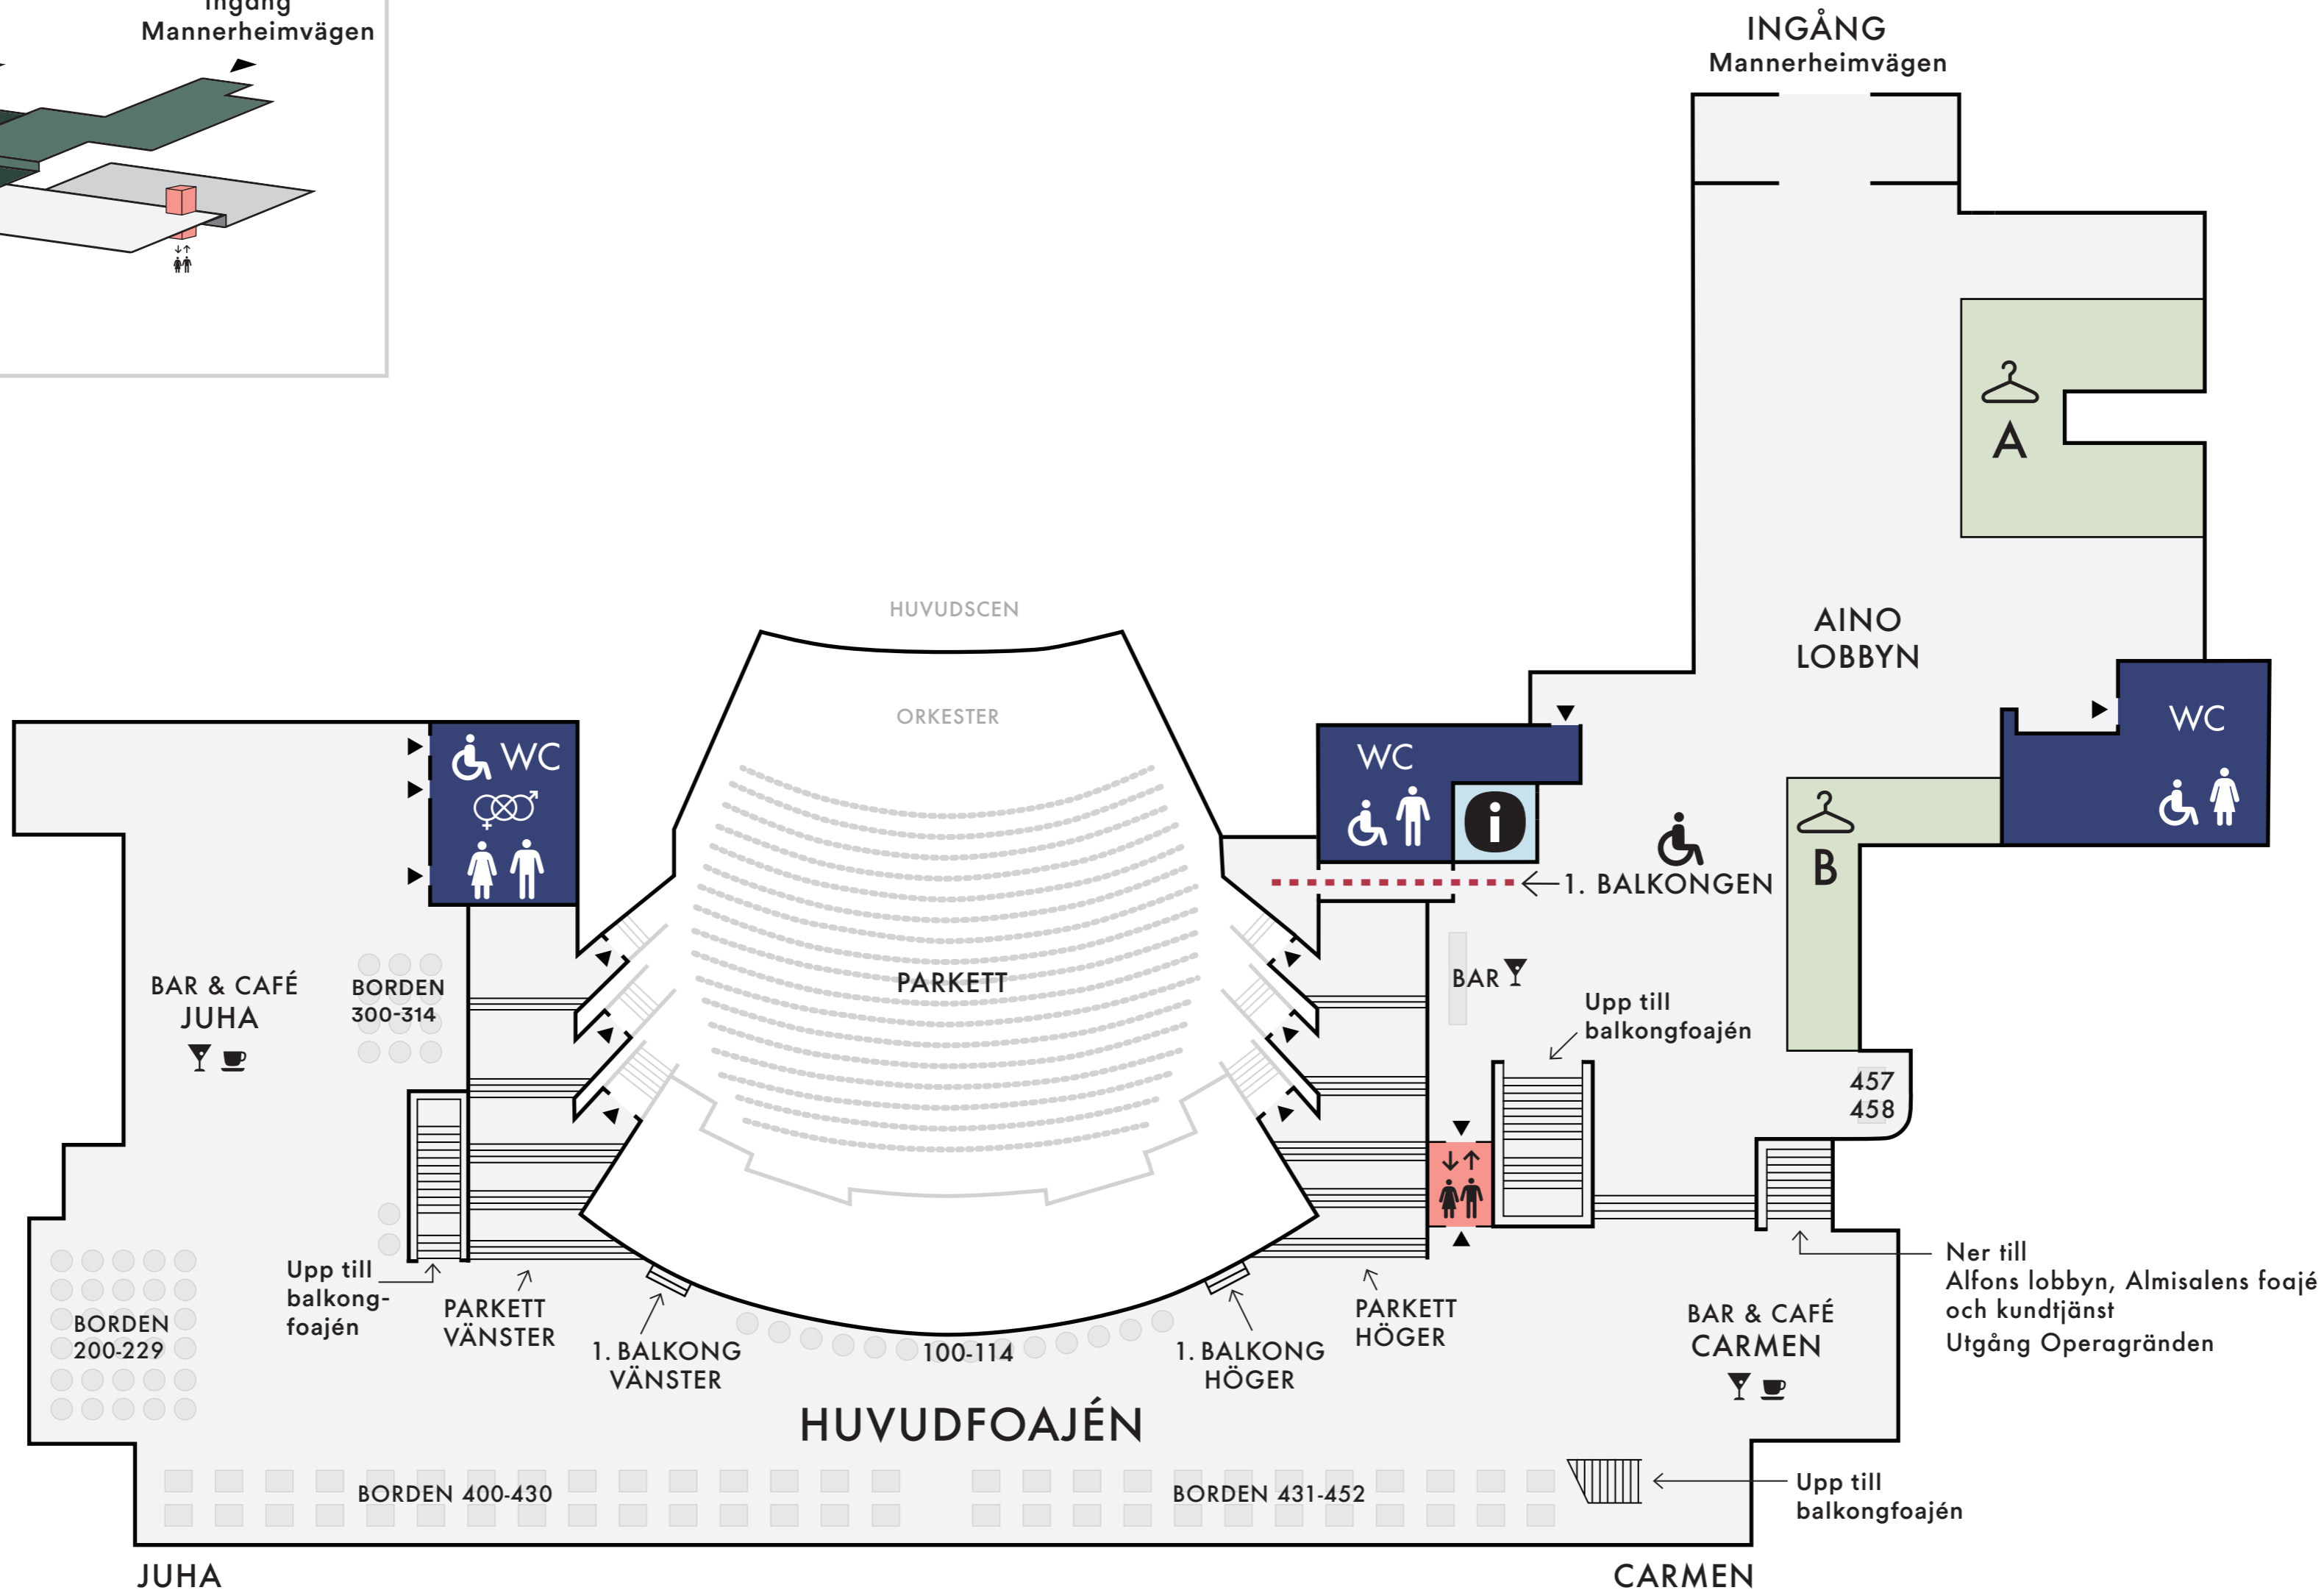 Ingång
Mannerheimvägen
INGÅNG
Mannerheimvägen
A
AINO
LOBBYN
HUVUDSCEN
ORKESTER
WC
WC
WC
i
B
1. BALKONGEN
PARKETT
BAR & CAFÉ
JUHA
BORDEN
300-314
BAR
Upp till
balkongfoajén
457
458
Upp till
balkong-
foajén
BORDEN
200-229
PARKETT
VÄNSTER
1. BALKONG
VÄNSTER
100-114
1. BALKONG
HÖGER
PARKETT
HÖGER
BAR & CAFÉ
CARMEN
Ner till
Alfons lobbyn, Almisalens foajé
och kundtjänst
Utgång Operagränden
HUVUDFOAJÉN
BORDEN 400-430
BORDEN 431-452
Upp till
balkongfoajén
JUHA
CARMEN